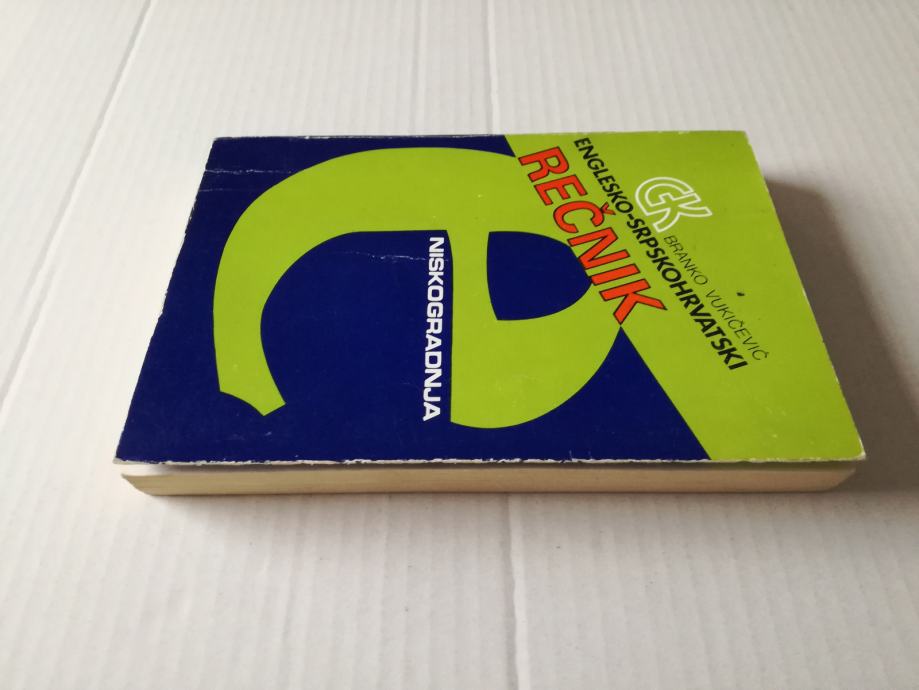 GK
BRANKO VUKIČEVIĆ
ENGLESKO-SRPSKOHRVATSKI
REČNIK
NISKOGRADNJA